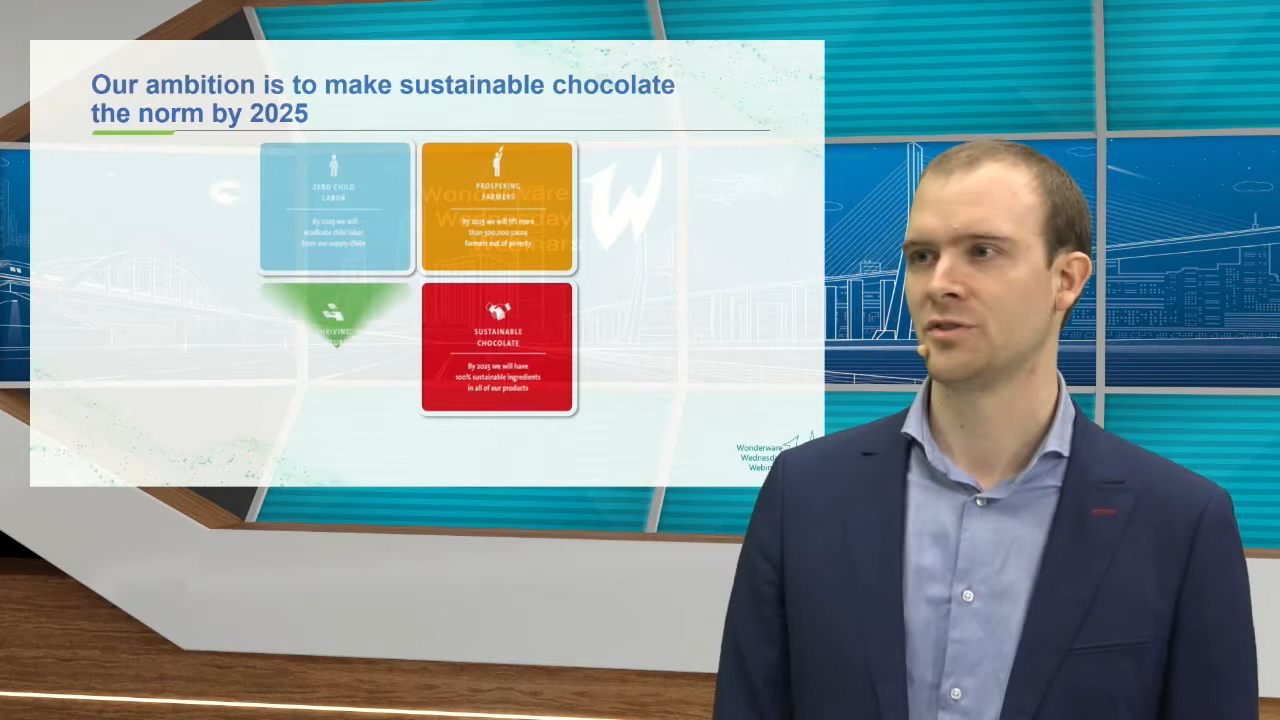 Our ambition is to make sustainable chocolate
the norm by 2025
ZERO CHILD
LABOR
By 2025 we will
eradicate child labor
from our supply chain
PROSPERING
FARMERS
By 2025 we will lift more
than 500,000 cocoa
farmers out of poverty
Wonderware
Wednesday
W
THRIVING
SUSTAINABLE
CHOCOLATE
By 2025 we will have
100% sustainable ingredients
in all of our products
Wonderware